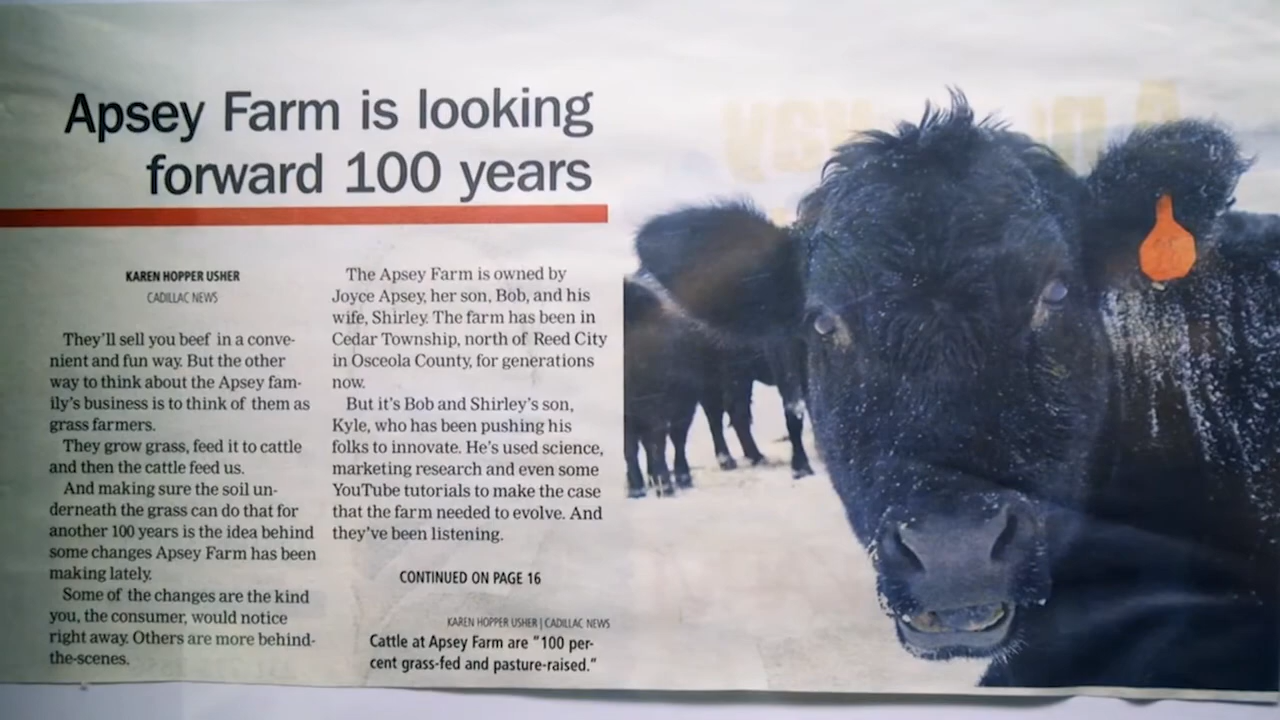 Apsey Farm is looking
forward 100 years
KAREN HOPPER USHER
CADILLAC NEWS
They'll sell you beef in a conve-
nient and fun way. But the other
way to think about the Apsey fam-
ily's business is to think of them as
grass farmers.
They grow grass, feed it to cattle
and then the cattle feed us.
And making sure the soil un-
derneath the grass can do that for
another 100 years is the idea behind
some changes Apsey Farm has been
making lately.
Some of the changes are the kind
you, the consumer, would notice
right away. Others are more behind-
the-scenes.
The Apsey Farm is owned by
Joyce Apsey, her son, Bob, and his
wife, Shirley. The farm has been in
Cedar Township, north of Reed City
in Osceola County, for generations
now.
But it's Bob and Shirley's son,
Kyle, who has been pushing his
folks to innovate. He's used science,
marketing research and even some
YouTube tutorials to make the case
that the farm needed to evolve. And
they've been listening.
CONTINUED ON PAGE 16
KAREN HOPPER USHER | CADILLAC NEWS
Cattle at Apsey Farm are "100 per-
cent grass-fed and pasture-raised."